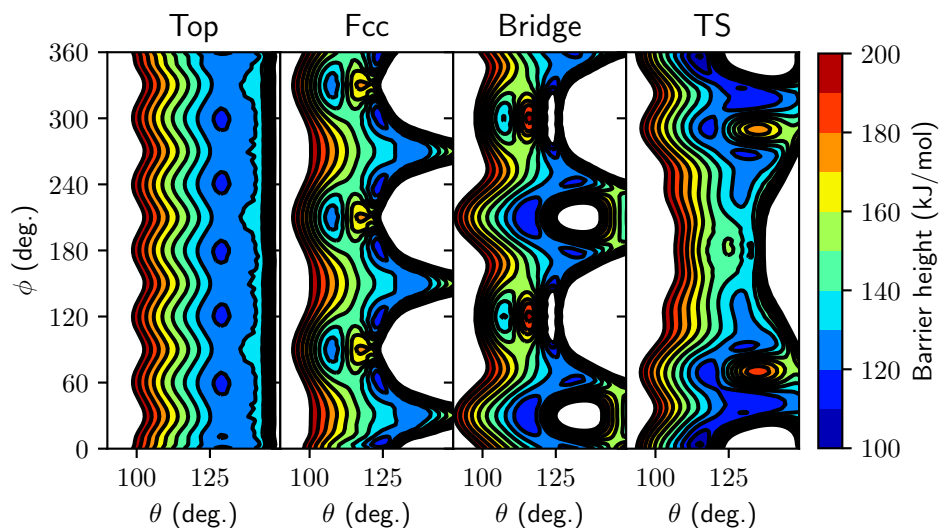 Top Fcc Bridge TS
360
300
240
180
120
60
0
ϕ (deg.)
100 125 100 125 100 125 100 125
θ (deg.) θ (deg.) θ (deg.) θ (deg.)
200
180
160
140
120
100
Barrier height (kJ/mol)